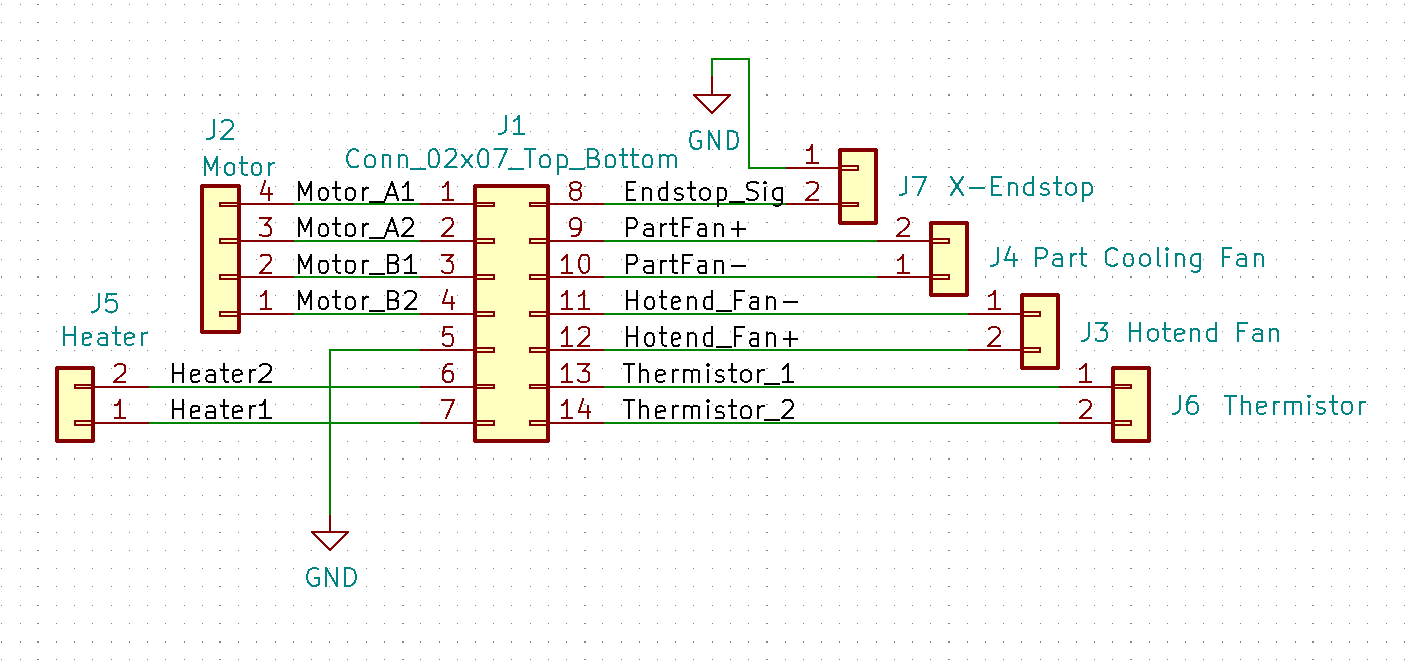 J2
Motor
J1
Conn_02x07_Top_Bottom
GND
1
J7 X-Endstop
4 Motor_A1 1
8 Endstop_Sig 2
3 Motor_A2 2
9 PartFan+ 2
J4 Part Cooling Fan
2 Motor_B1 3
10 PartFan- 1
1 Motor_B2 4
11 Hotend_Fan- 1
J3 Hotend Fan
J5
Heater
5
12 Hotend_Fan+ 2
2 Heater2 6
13 Thermistor_1 1
J6 Thermistor
1 Heater1 7
14 Thermistor_2 2
GND